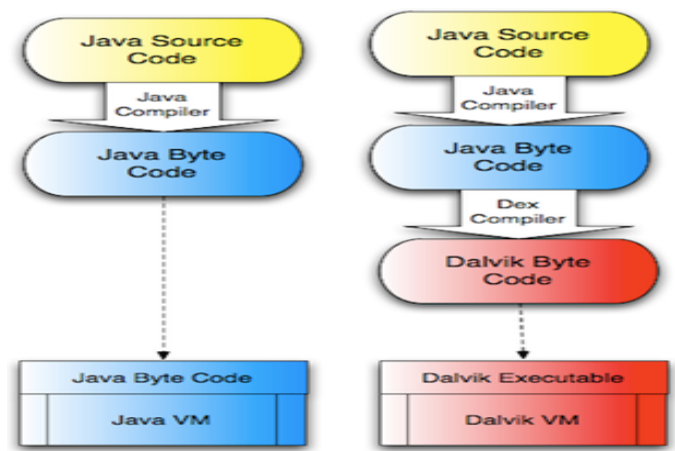 Java Source
Code
Java
Compiler
Java Byte
Code
Java Byte Code
Java VM
Java Source
Code
Java
Compiler
Java Byte
Code
Dex
Compiler
Dalvik Byte
Code
Dalvik Executable
Dalvik VM